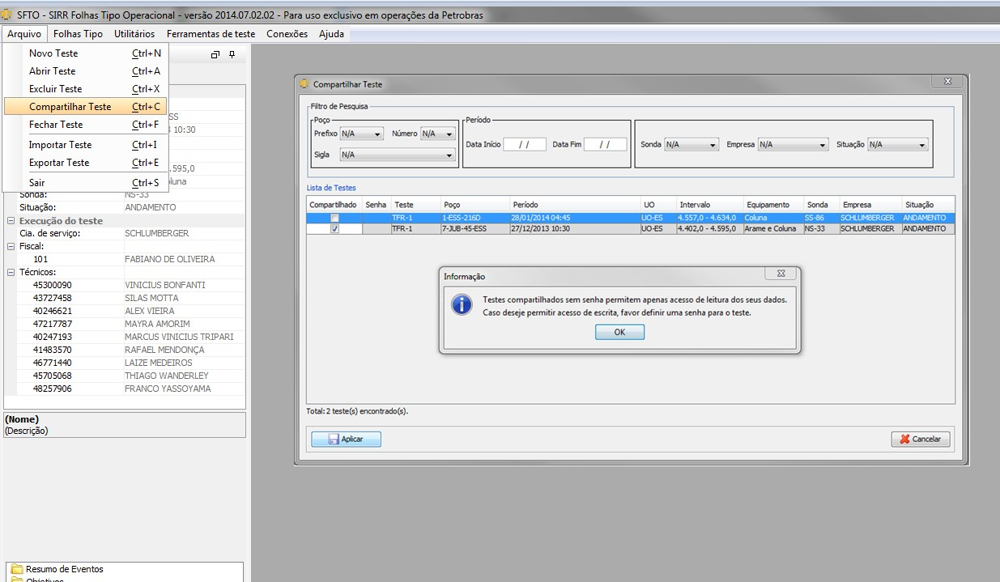 SFTO - SIRR Folhas Tipo Operacional - versão 2014.07.02.02 - Para uso exclusivo em operações da Petrobras
Arquivo Folhas Tipo Utilitários Ferramentas de teste Conexões Ajuda
Novo Teste Ctrl+N
Abrir Teste Ctrl+A
Excluir Teste Ctrl+X
Compartilhar Teste Ctrl+C
Fechar Teste Ctrl+F
Importar Teste Ctrl+I
Exportar Teste Ctrl+E
Sair Ctrl+S
ESS
10:30
.595,0
luna
Sonda: NS-33
Situação: ANDAMENTO
Execução do teste
Cia. de serviço: SCHLUMBERGER
Fiscal:
101 FABIANO DE OLIVEIRA
Técnicos:
45300090 VINICIUS BONFANTI
43727458 SILAS MOTTA
40246621 ALEX VIEIRA
47217787 MAYRA AMORIM
40247193 MARCUS VINICIUS TRIPARI
41483570 RAFAEL MENDONÇA
46771440 LAIZE MEDEIROS
45705068 THIAGO WANDERLEY
48257906 FRANCO YASSOYAMA
(Nome)
(Descrição)
Resumo de Eventos
Objetivos
Compartilhar Teste
Filtro de Pesquisa
Poço
Prefixo N/A Número N/A
Sigla N/A
Período
Data Início / / Data Fim / /
Sonda N/A Empresa N/A Situação N/A
Lista de Testes
Compartilhado Senha Teste Poço Período UO Intervalo Equipamento Sonda Empresa Situação
TFR-1 1-ESS-216D 28/01/2014 04:45 UO-ES 4.557,0 - 4.634,0 Coluna SS-86 SCHLUMBERGER ANDAMENTO
TFR-1 7-JUB-45-ESS 27/12/2013 10:30 UO-ES 4.402,0 - 4.595,0 Arame e Coluna NS-33 SCHLUMBERGER ANDAMENTO
Informação
Testes compartilhados sem senha permitem apenas acesso de leitura dos seus dados.
Caso deseje permitir acesso de escrita, favor definir uma senha para o teste.
OK
Total: 2 teste(s) encontrado(s).
Aplicar Cancelar